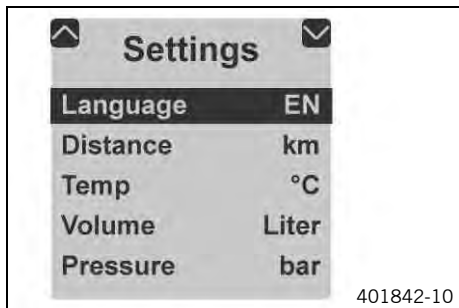 Settings
Language EN
Distance km
Temp °C
Volume Liter
Pressure bar
401842-10